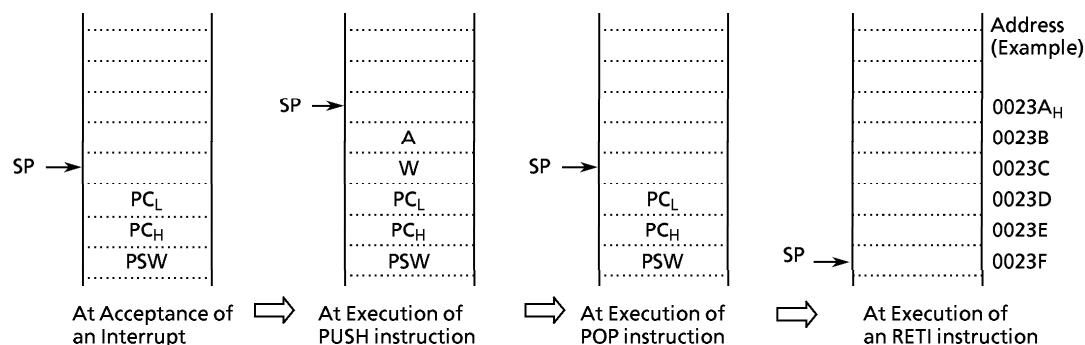 Address
(Example)
SP
0023A_H
A
0023B
SP
W
SP
0023C
PC_L
PC_L
PC_L
0023D
PC_H
PC_H
PC_H
0023E
PSW
PSW
PSW
SP
0023F
At Acceptance of
an Interrupt
At Execution of
PUSH instruction
At Execution of
POP instruction
At Execution of
an RETI instruction